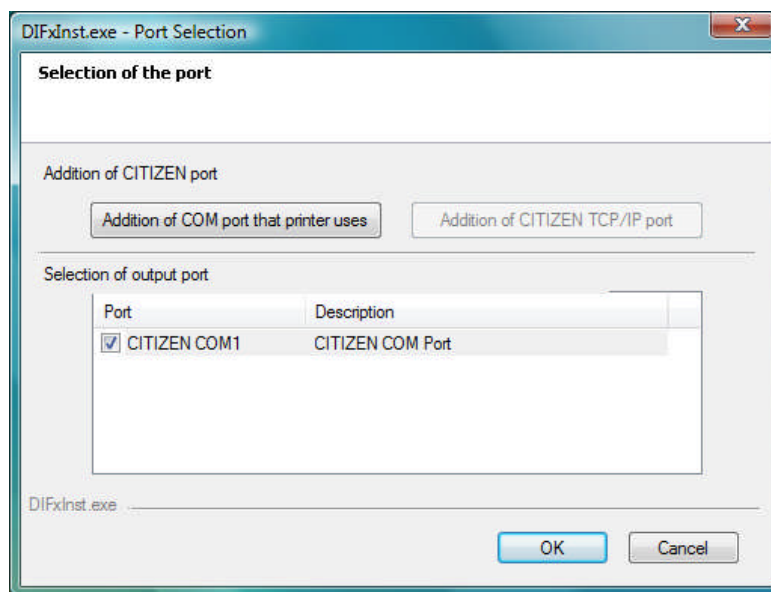 DIFxInst.exe - Port Selection
Selection of the port
Addition of CITIZEN port
Addition of COM port that printer uses Addition of CITIZEN TCP/IP port
Selection of output port
Port Description
CITIZEN COM1 CITIZEN COM Port
DIFxInst.exe
OK Cancel